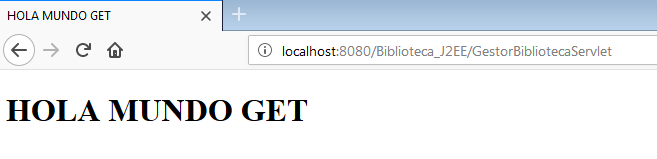 HOLA MUNDO GET
localhost:8080/Biblioteca_J2EE/GestorBibliotecaServlet
HOLA MUNDO GET